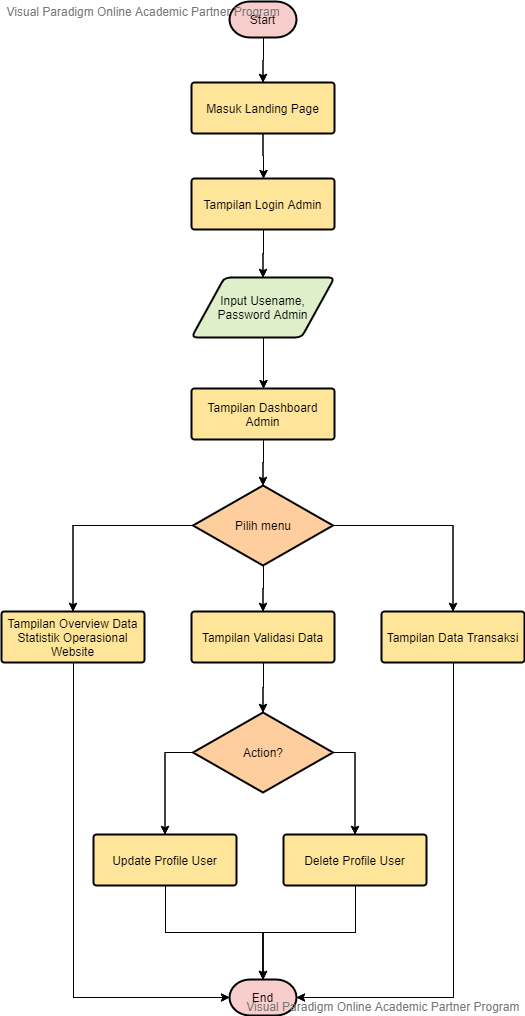 Visual Paradigm Online Academic Partner Program
Start
Masuk Landing Page
Tampilan Login Admin
Input Usename,
Password Admin
Tampilan Dashboard
Admin
Pilih menu
Tampilan Overview Data
Statistik Operasional
Website
Tampilan Validasi Data
Tampilan Data Transaksi
Action?
Update Profile User
Delete Profile User
End
Visual Paradigm Online Academic Partner Program